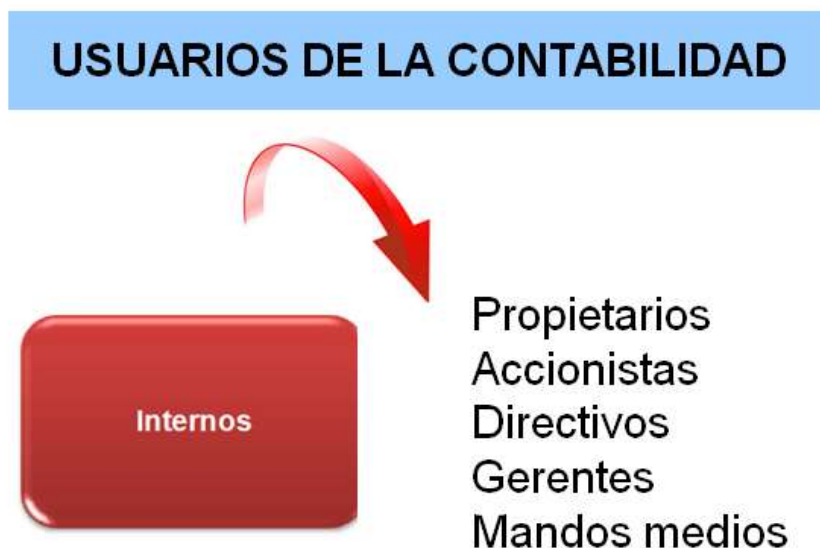 USUARIOS DE LA CONTABILIDAD
Internos
Propietarios
Accionistas
Directivos
Gerentes
Mandos medios